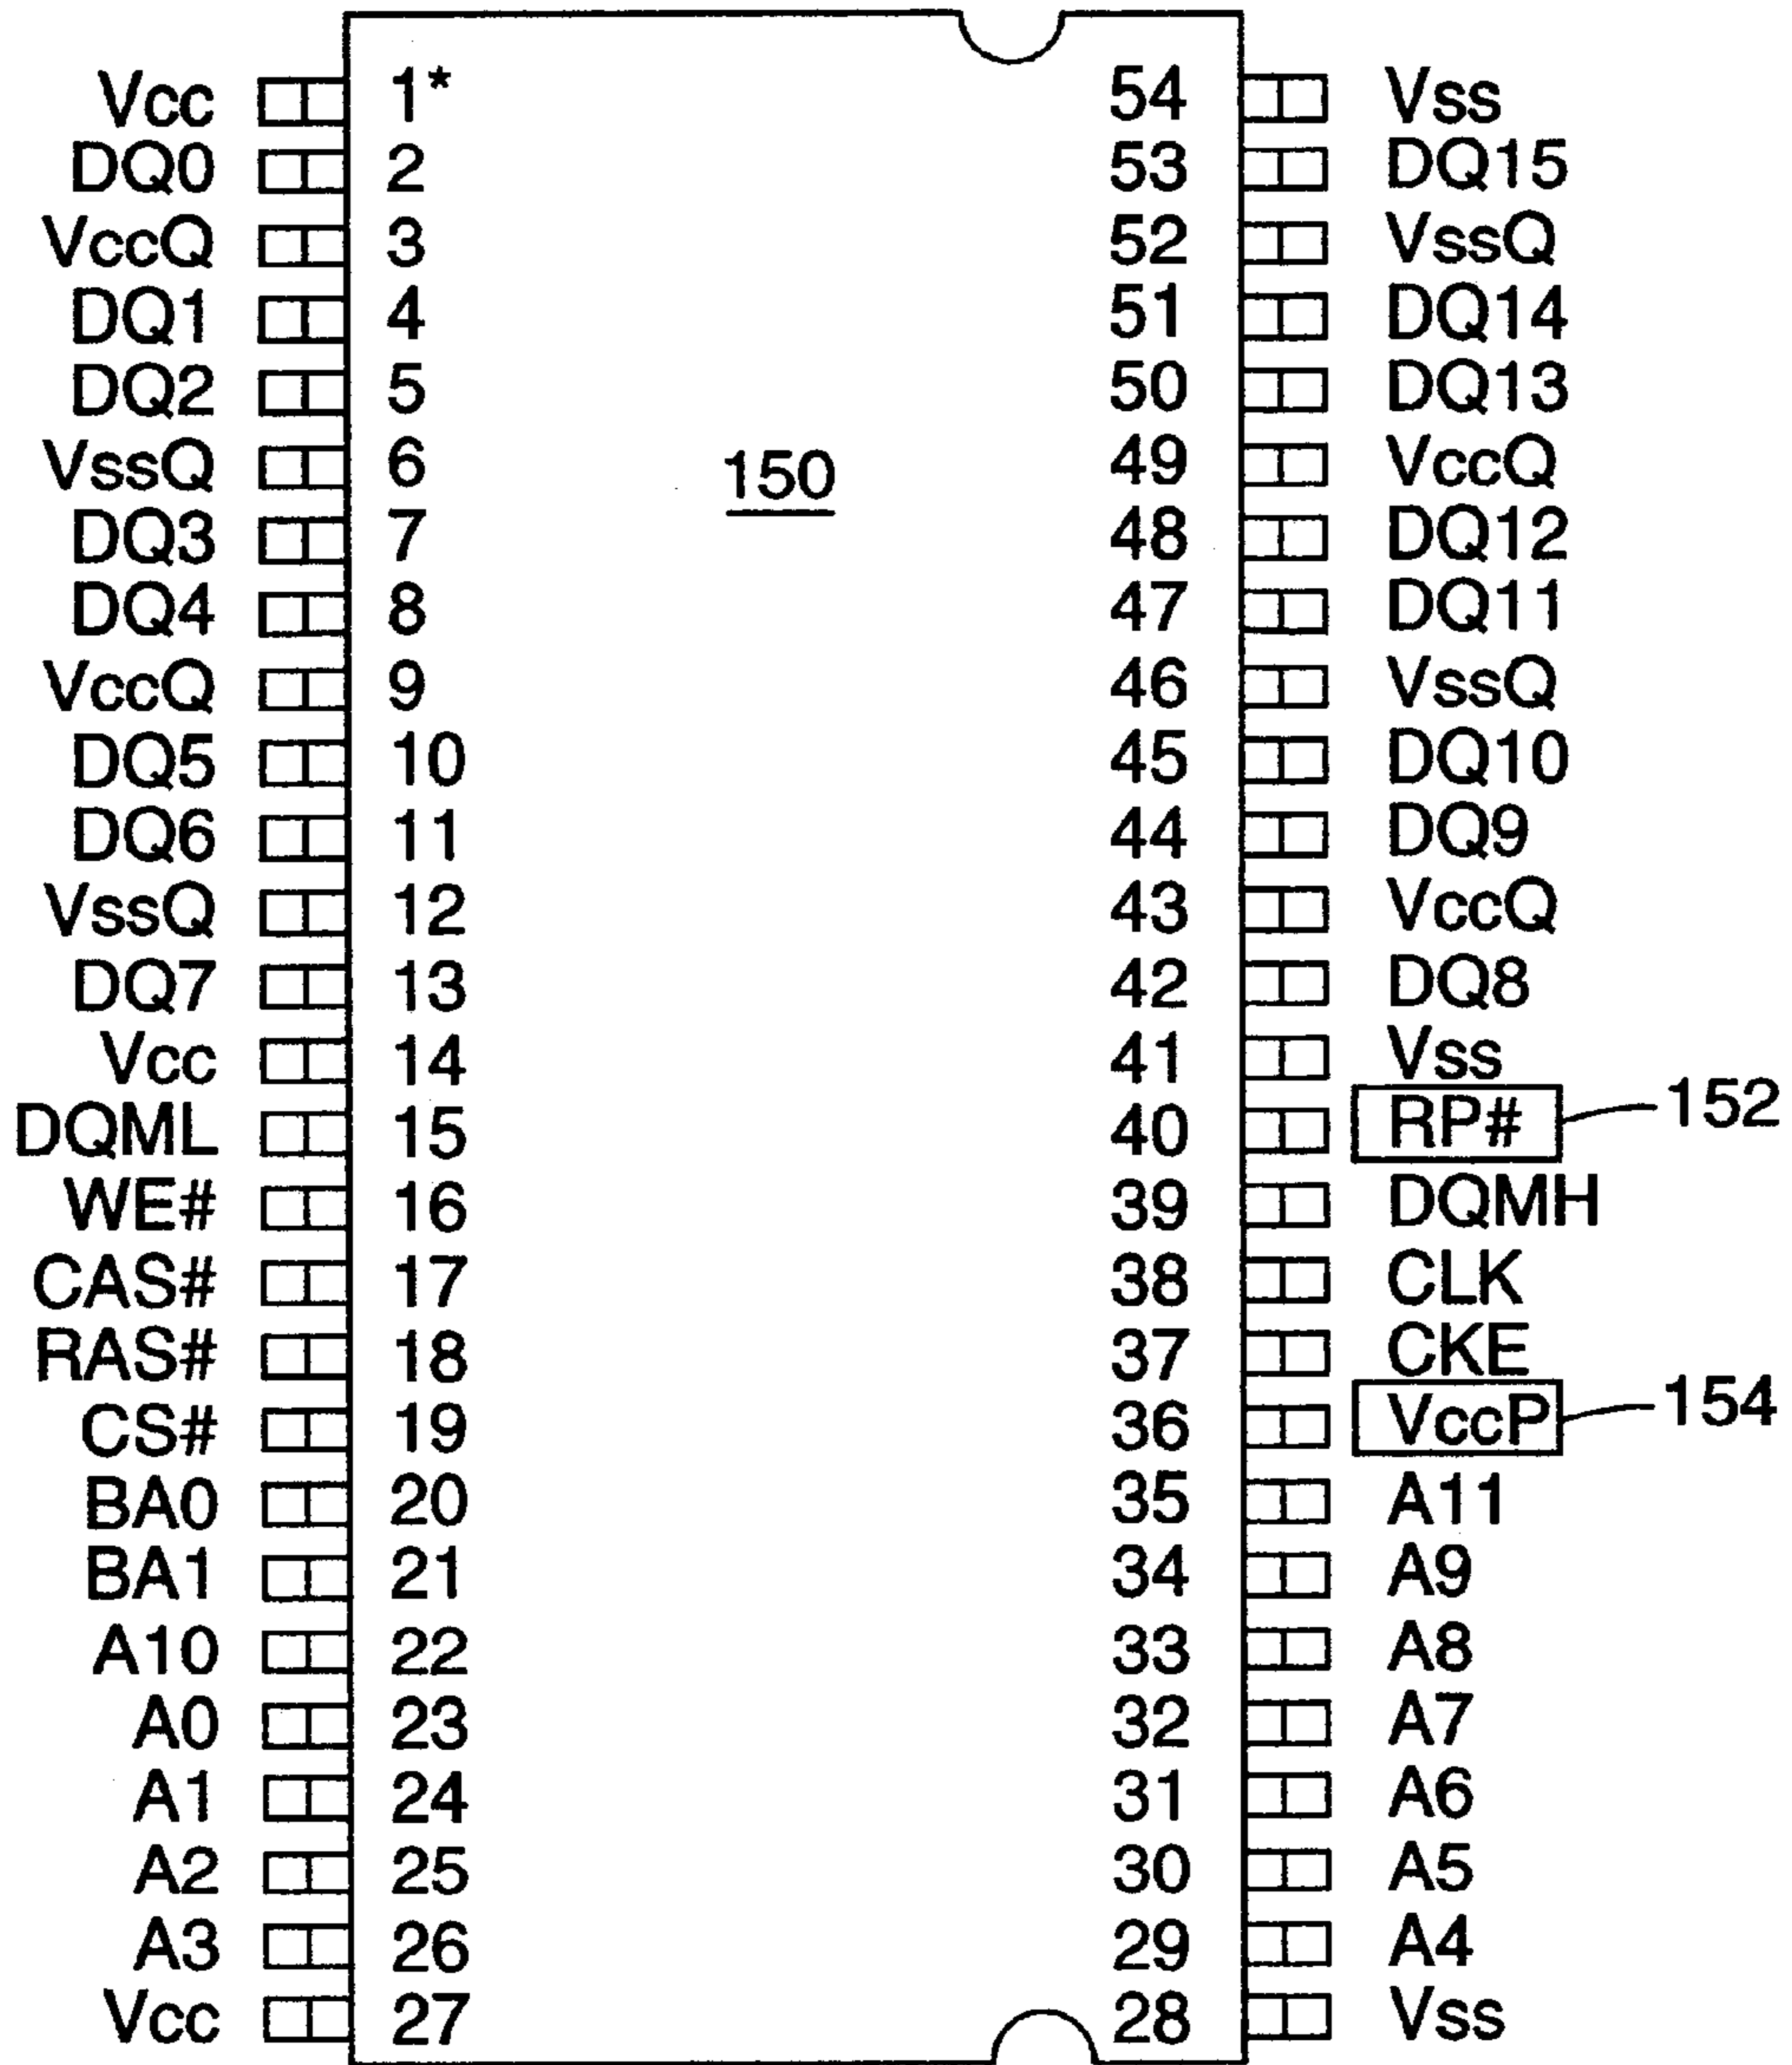 Vcc 1* 54 Vss
DQ0 2 53 DQ15
VccQ 3 52 VssQ
DQ1 4 51 DQ14
DQ2 5 50 DQ13
VssQ 6 150 49 VccQ
DQ3 7 48 DQ12
DQ4 8 47 DQ11
VccQ 9 46 VssQ
DQ5 10 45 DQ10
DQ6 11 44 DQ9
VssQ 12 43 VccQ
DQ7 13 42 DQ8
Vcc 14 41 Vss
DQML 15 40 RP# 152
WE# 16 39 DQMH
CAS# 17 38 CLK
RAS# 18 37 CKE
CS# 19 36 VccP 154
BA0 20 35 A11
BA1 21 34 A9
A10 22 33 A8
A0 23 32 A7
A1 24 31 A6
A2 25 30 A5
A3 26 29 A4
Vcc 27 28 Vss